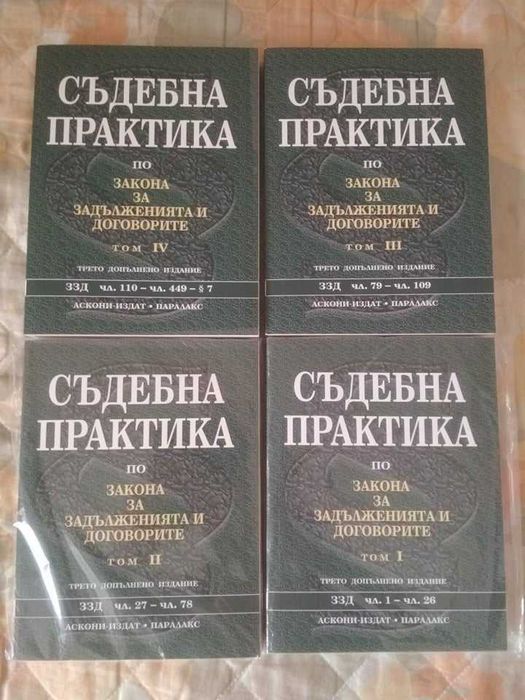 СЪДЕБНА
ПРАКТИКА
ПО
ЗАКОНА
ЗА
ЗАДЪЛЖЕНИЯТА И
ДОГОВОРИТЕ
ТОМ IV
ТРЕТО ДОПЪЛНЕНО ИЗДАНИЕ
ЗЗД чл. 110 – чл. 449 – § 7
АСКОНИ-ИЗДАТ • ПАРАЛАКС
СЪДЕБНА
ПРАКТИКА
ПО
ЗАКОНА
ЗА
ЗАДЪЛЖЕНИЯТА И
ДОГОВОРИТЕ
ТОМ III
ТРЕТО ДОПЪЛНЕНО ИЗДАНИЕ
ЗЗД чл. 79 – чл. 109
АСКОНИ-ИЗДАТ • ПАРАЛАКС
СЪДЕБНА
ПРАКТИКА
ПО
ЗАКОНА
ЗА
ЗАДЪЛЖЕНИЯТА И
ДОГОВОРИТЕ
ТОМ II
ТРЕТО ДОПЪЛНЕНО ИЗДАНИЕ
ЗЗД чл. 27 – чл. 78
АСКОНИ-ИЗДАТ • ПАРАЛАКС
СЪДЕБНА
ПРАКТИКА
ПО
ЗАКОНА
ЗА
ЗАДЪЛЖЕНИЯТА И
ДОГОВОРИТЕ
ТОМ I
ТРЕТО ДОПЪЛНЕНО ИЗДАНИЕ
ЗЗД чл. 1 – чл. 26
АСКОНИ-ИЗДАТ • ПАРАЛАКС